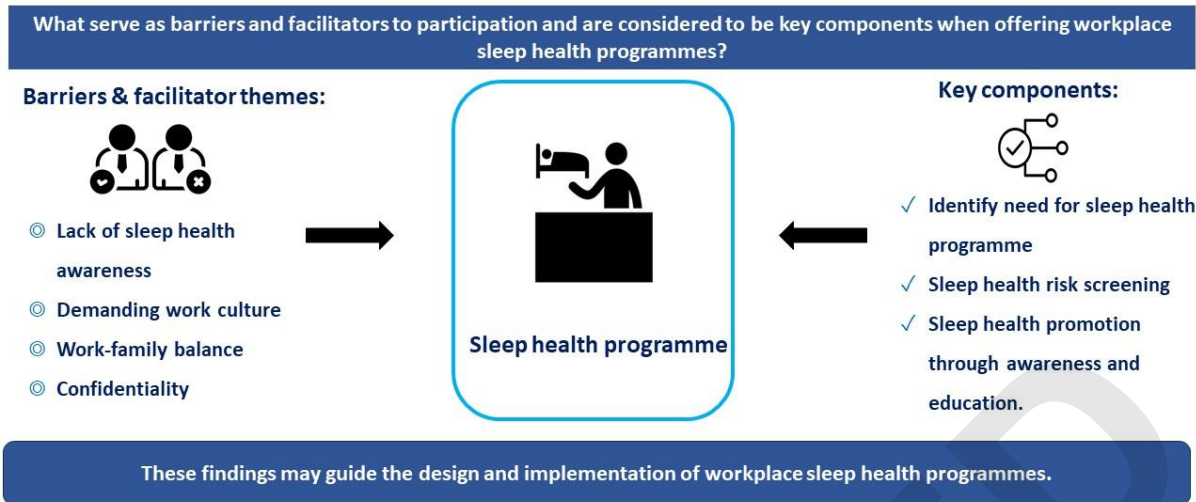 What serve as barriers and facilitators to participation and are considered to be key components when offering workplace
sleep health programmes?
Barriers & facilitator themes:
Lack of sleep health
awareness
Demanding work culture
Work-family balance
Confidentiality
Sleep health programme
Key components:
Identify need for sleep health
programme
Sleep health risk screening
Sleep health promotion
through awareness and
education.
These findings may guide the design and implementation of workplace sleep health programmes.